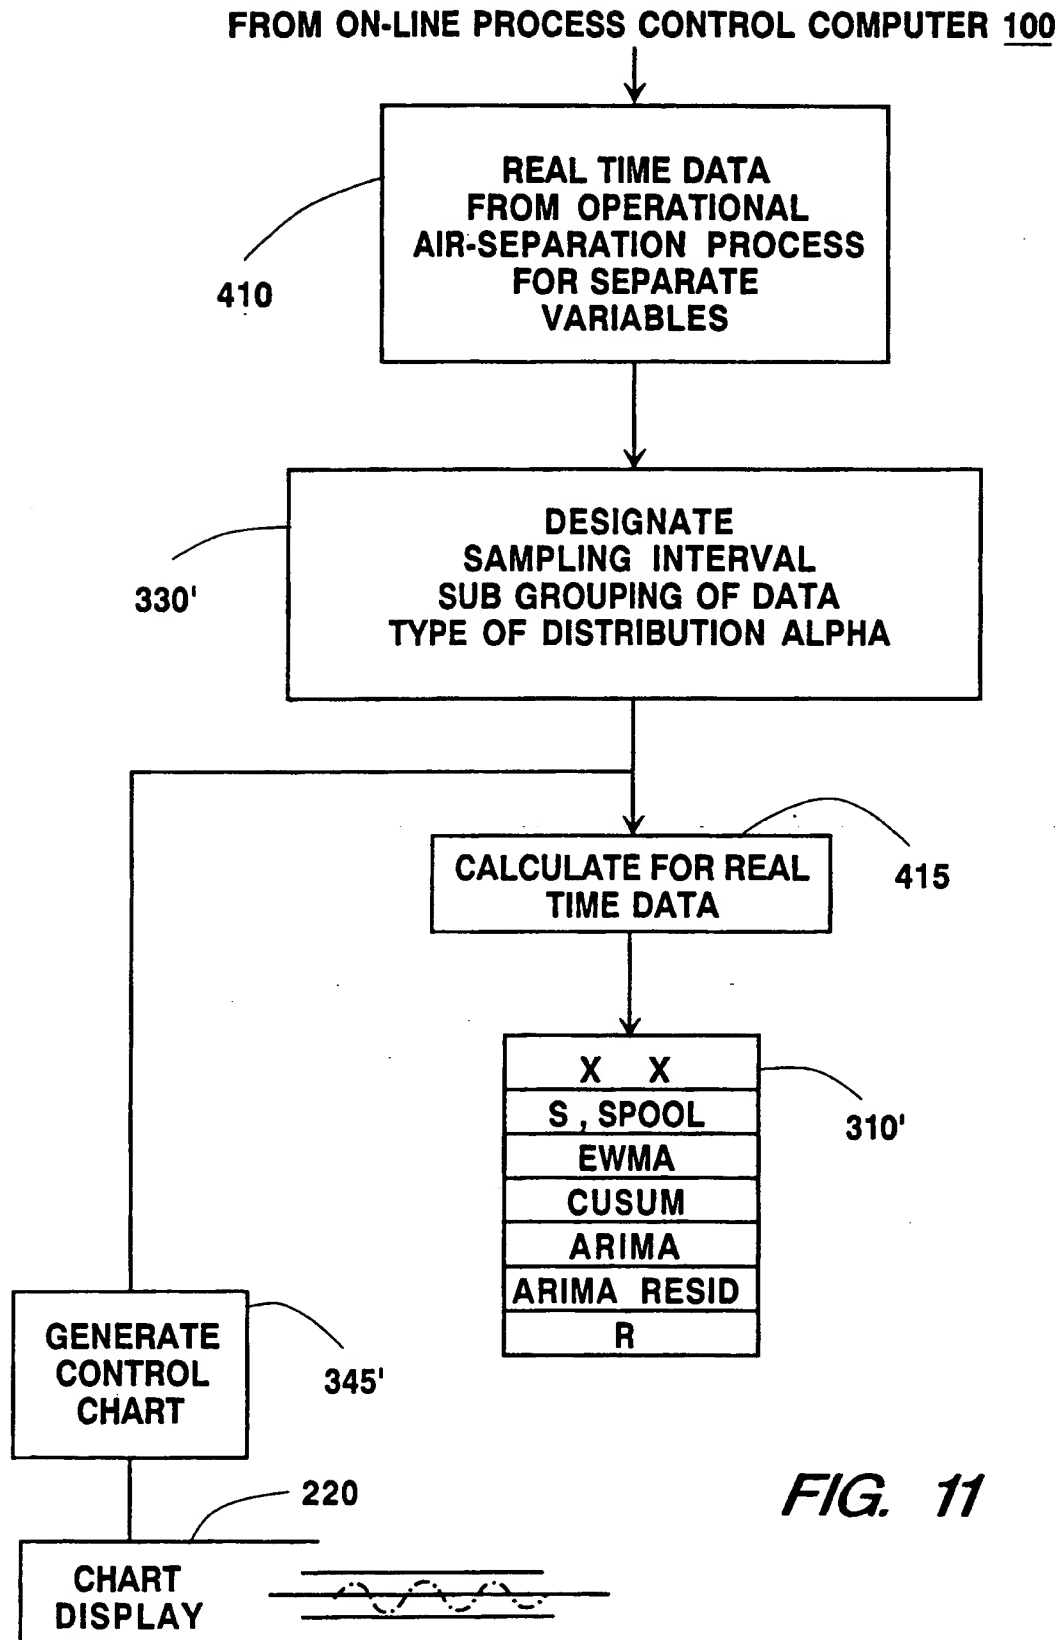 FROM ON-LINE PROCESS CONTROL COMPUTER 100
REAL TIME DATA
FROM OPERATIONAL
AIR-SEPARATION PROCESS
FOR SEPARATE
VARIABLES
410
DESIGNATE
SAMPLING INTERVAL
SUB GROUPING OF DATA
TYPE OF DISTRIBUTION ALPHA
330'
CALCULATE FOR REAL
TIME DATA
415
X X
S , SPOOL
EWMA
CUSUM
ARIMA
ARIMA RESID
R
310'
GENERATE
CONTROL
CHART
345'
220
CHART
DISPLAY
FIG. 11